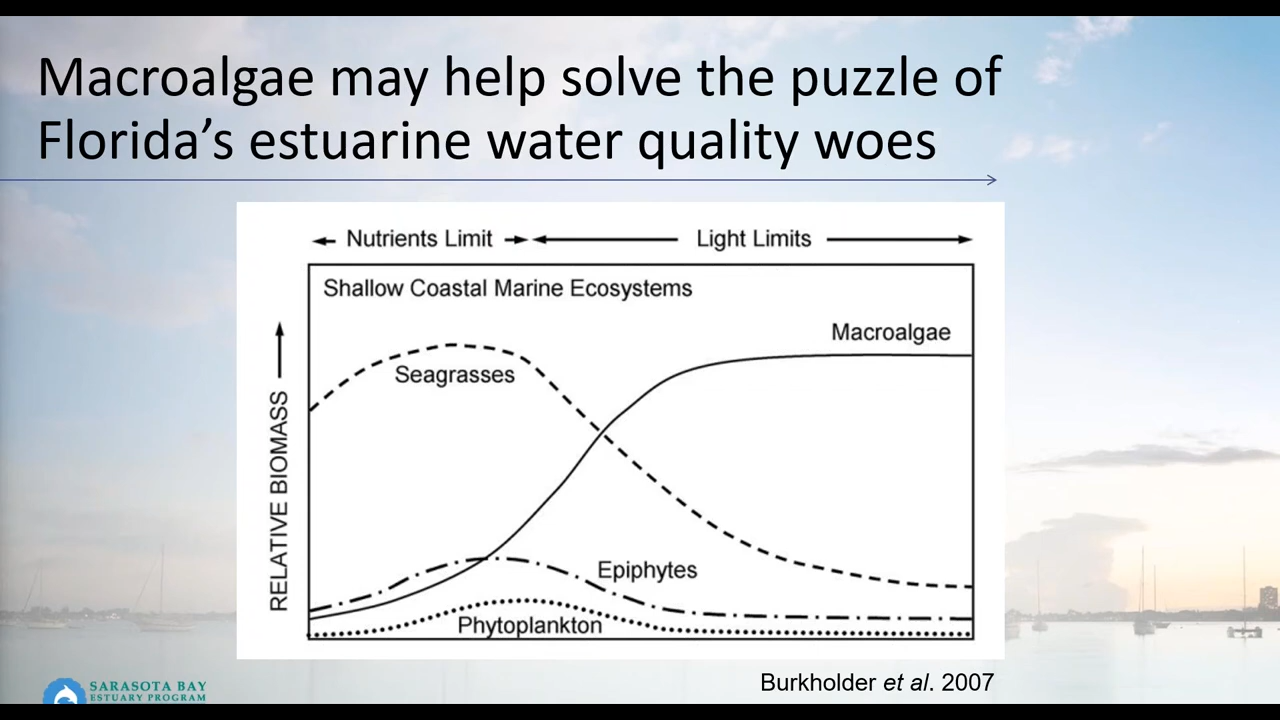 Macroalgae may help solve the puzzle of
Florida’s estuarine water quality woes
Nutrients Limit
Light Limits
Shallow Coastal Marine Ecosystems
Macroalgae
Seagrasses
RELATIVE BIOMASS
Epiphytes
Phytoplankton
Burkholder et al. 2007
SARASOTA BAY
ESTUARY PROGRAM